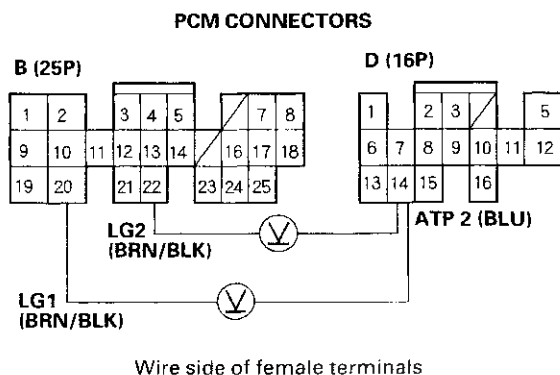 PCM CONNECTORS
B (25P)
D (16P)
1 2 3 4 5 7 8
9 10 11 12 13 14 16 17 18
19 20 21 22 23 24 25
1 2 3 5
6 7 8 9 10 11 12
13 14 15 16
LG2
(BRN/BLK)
V
ATP 2 (BLU)
LG1
(BRN/BLK)
V
Wire side of female terminals